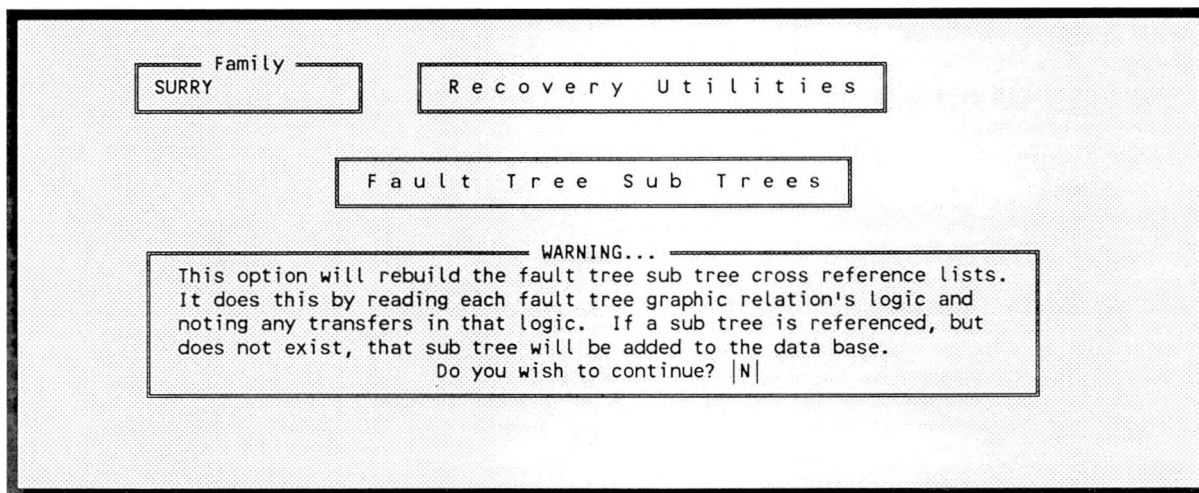 Family
SURRY
Recovery Utilities
Fault Tree Sub Trees
WARNING...
This option will rebuild the fault tree sub tree cross reference lists.
It does this by reading each fault tree graphic relation's logic and
noting any transfers in that logic. If a sub tree is referenced, but
does not exist, that sub tree will be added to the data base.
Do you wish to continue? |N|